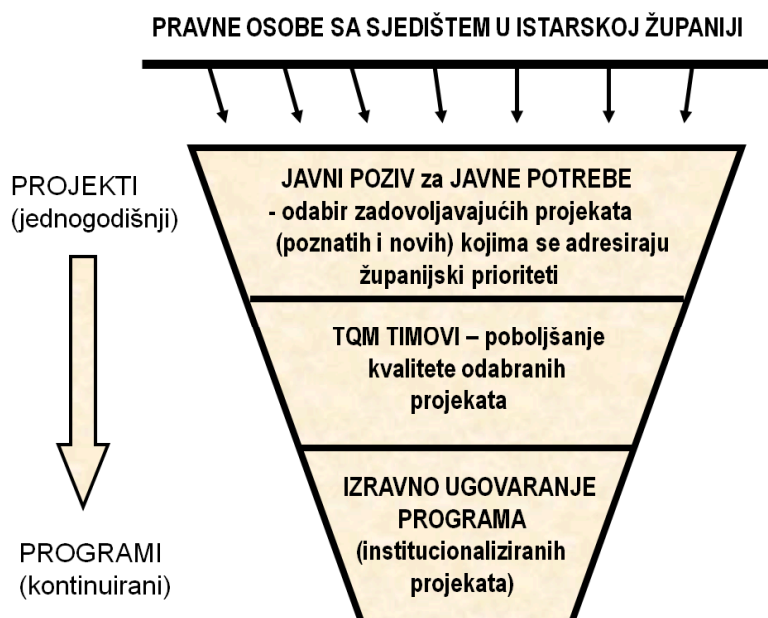 PRAVNE OSOBE SA SJEDIŠTEM U ISTARSKOJ ŽUPANIJI
PROJEKTI
(jednogodišnji)
JAVNI POZIV za JAVNE POTREBE
- odabir zadovoljavajućih projekata
(poznatih i novih) kojima se adresiraju
županijski prioriteti
TQM TIMOVI – poboljšanje
kvalitete odabranih
projekata
IZRAVNO UGOVARANJE
PROGRAMA
(institucionaliziranih
projekata)
PROGRAMI
(kontinuirani)